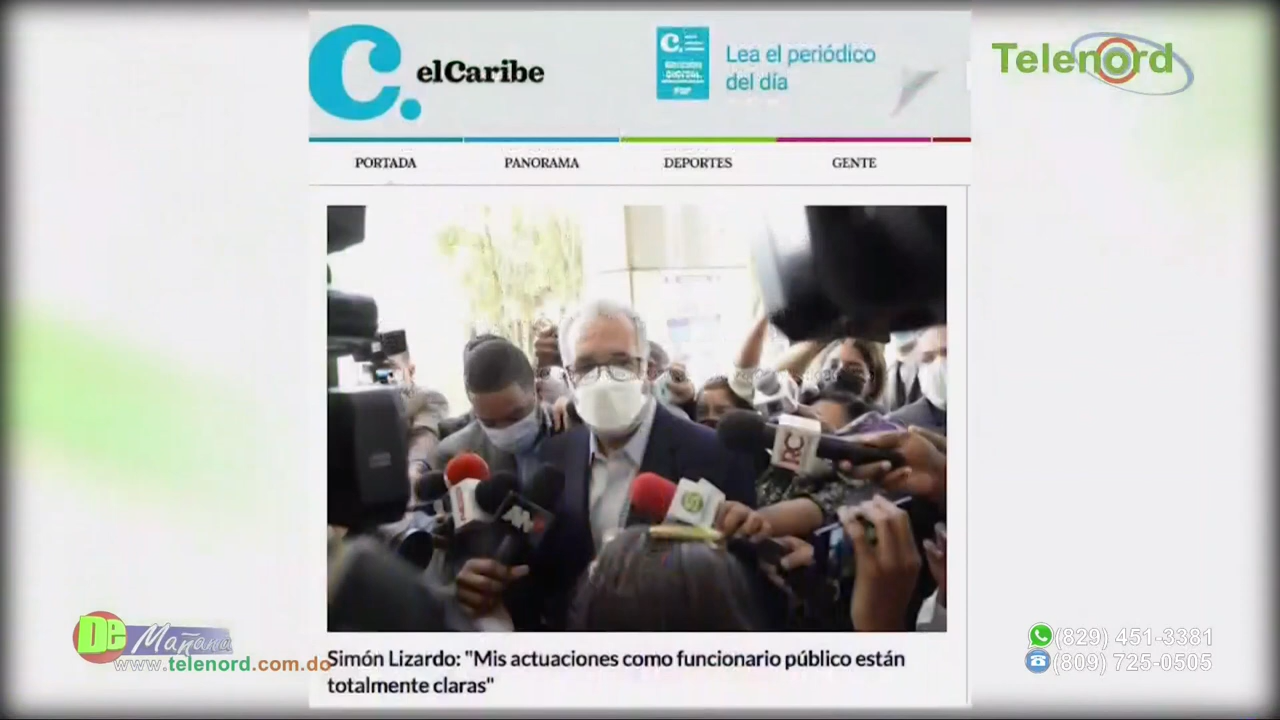 elCaribe
Lea el periódico
del día
Telenord
PORTADA
PANORAMA
DEPORTES
GENTE
RC
De
Mañana
www.telenord.com.do
(829) 451-3381
(809) 725-0505
Simón Lizardo: "Mis actuaciones como funcionario público están
totalmente claras"